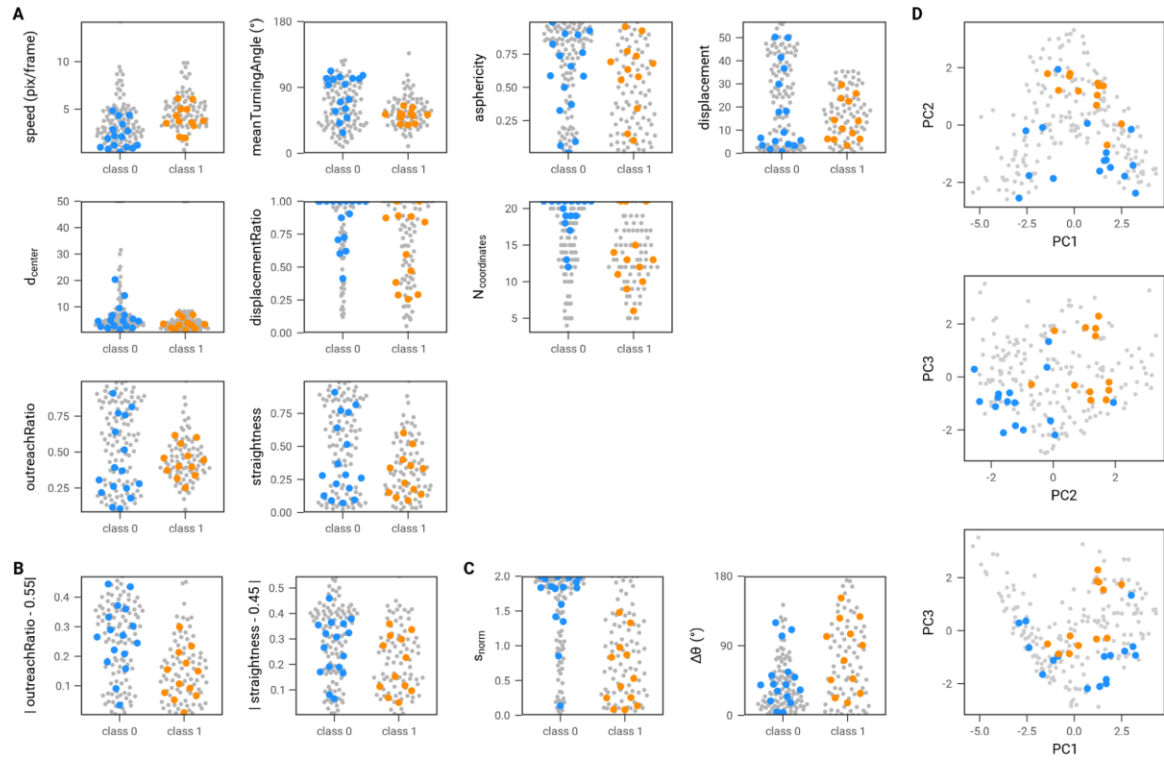 A
speed (pix/frame)
10
5
class 0 class 1
meanTurningAngle (°)
180
90
0
class 0 class 1
asphericity
0.75
0.50
0.25
class 0 class 1
displacement
50
40
30
20
10
0
class 0 class 1
d_center
50
30
20
10
class 0 class 1
displacementRatio
1.00
0.75
0.50
0.25
0.00
class 0 class 1
N_coordinates
20
15
10
5
class 0 class 1
outreachRatio
0.75
0.50
0.25
class 0 class 1
straightness
0.75
0.50
0.25
0.00
class 0 class 1
B
| outreachRatio - 0.55|
0.4
0.3
0.2
0.1
class 0 class 1
| straightness - 0.45 |
0.5
0.4
0.3
0.2
0.1
class 0 class 1
C
s_norm
2.0
1.5
1.0
0.5
0.0
class 0 class 1
Δθ (°)
180
90
0
class 0 class 1
D
PC2
2
0
-2
-5.0 -2.5 0.0 2.5
PC1
PC3
2
0
-2
-2 0 2
PC2
PC3
2
0
-2
-5.0 -2.5 0.0 2.5
PC1